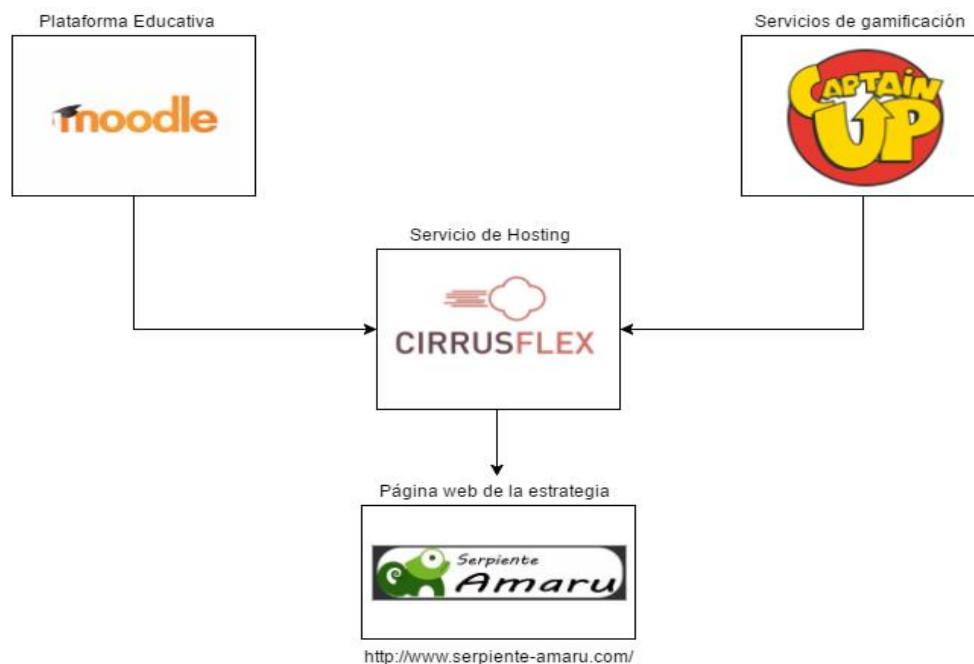 Plataforma Educativa
Servicios de gamificación
moodle
CAPTAIN
UP
Servicio de Hosting
CIRRUSFLEX
Página web de la estrategia
Serpiente
Amaru
http://www.serpiente-amaru.com/